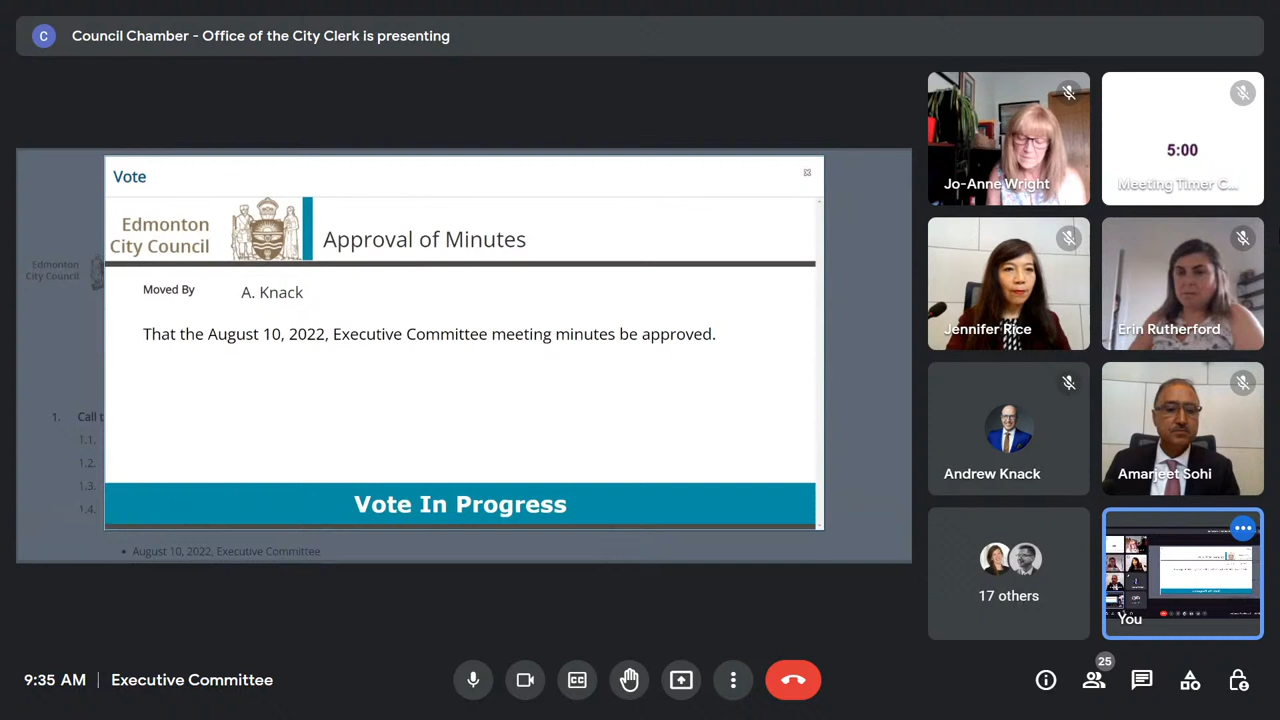 C Council Chamber - Office of the City Clerk is presenting
Vote
Edmonton
City Council
Approval of Minutes
Moved By A. Knack
That the August 10, 2022, Executive Committee meeting minutes be approved.
Vote In Progress
Edmonton
City Council
1. Call t
1.1.
1.2.
1.3.
1.4.
• August 10, 2022, Executive Committee
Jo-Anne Wright
5:00
Meeting Timer C...
Jennifer Rice
Erin Rutherford
Andrew Knack
Amarjeet Sohi
17 others
You
9:35 AM | Executive Committee
25